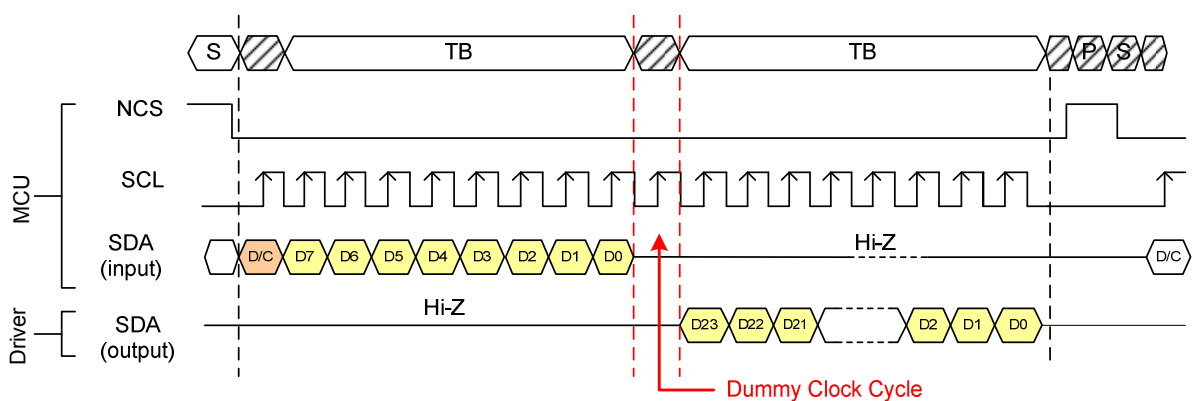 S TB TB P S
NCS
SCL
MCU
SDA
(input)
D/C D7 D6 D5 D4 D3 D2 D1 D0 Hi-Z D/C
Hi-Z
Driver
SDA
(output)
D23 D22 D21 D2 D1 D0
Dummy Clock Cycle